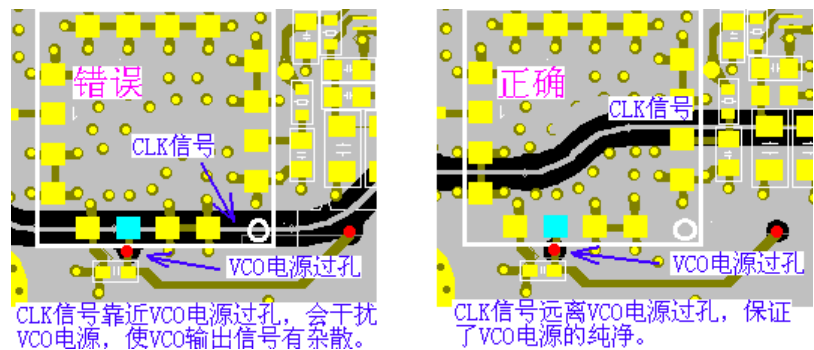 错误
CLK信号
VCO电源过孔
CLK信号靠近VCO电源过孔，会干扰
VCO电源，使VCO输出信号有杂散。
正确
CLK信号
VCO电源过孔
CLK信号远离VCO电源过孔，保证
了VCO电源的纯净。